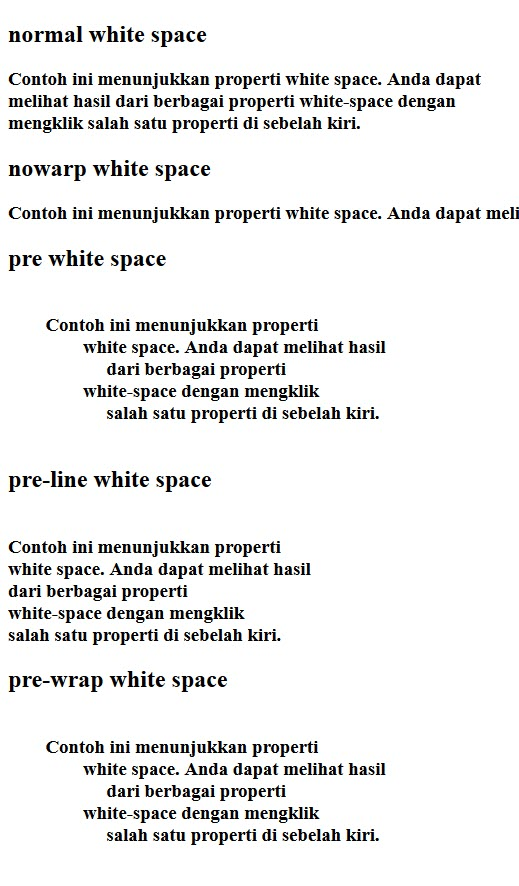 normal white space
Contoh ini menunjukkan properti white space. Anda dapat
melihat hasil dari berbagai properti white-space dengan
mengklik salah satu properti di sebelah kiri.
nowarp white space
Contoh ini menunjukkan properti white space. Anda dapat meli
pre white space
Contoh ini menunjukkan properti
white space. Anda dapat melihat hasil
dari berbagai properti
white-space dengan mengklik
salah satu properti di sebelah kiri.
pre-line white space
Contoh ini menunjukkan properti
white space. Anda dapat melihat hasil
dari berbagai properti
white-space dengan mengklik
salah satu properti di sebelah kiri.
pre-wrap white space
Contoh ini menunjukkan properti
white space. Anda dapat melihat hasil
dari berbagai properti
white-space dengan mengklik
salah satu properti di sebelah kiri.